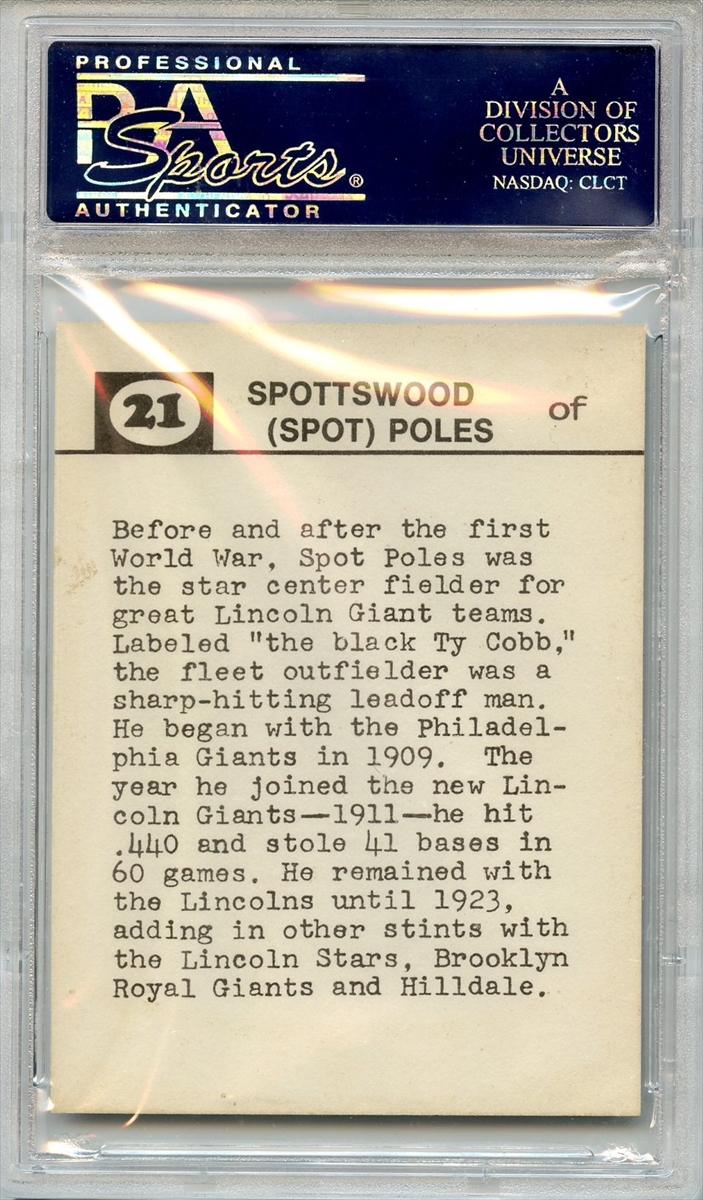 PROFESSIONAL
PSA
Sports®
AUTHENTICATOR
A
DIVISION OF
COLLECTORS
UNIVERSE
NASDAQ: CLCT
21
SPOTTSWOOD
(SPOT) POLES
of
Before and after the first
World War, Spot Poles was
the star center fielder for
great Lincoln Giant teams.
Labeled "the black Ty Cobb,"
the fleet outfielder was a
sharp-hitting leadoff man.
He began with the Philadel-
phia Giants in 1909.  The
year he joined the new Lin-
coln Giants—1911—he hit
.440 and stole 41 bases in
60 games. He remained with
the Lincolns until 1923,
adding in other stints with
the Lincoln Stars, Brooklyn
Royal Giants and Hilldale.